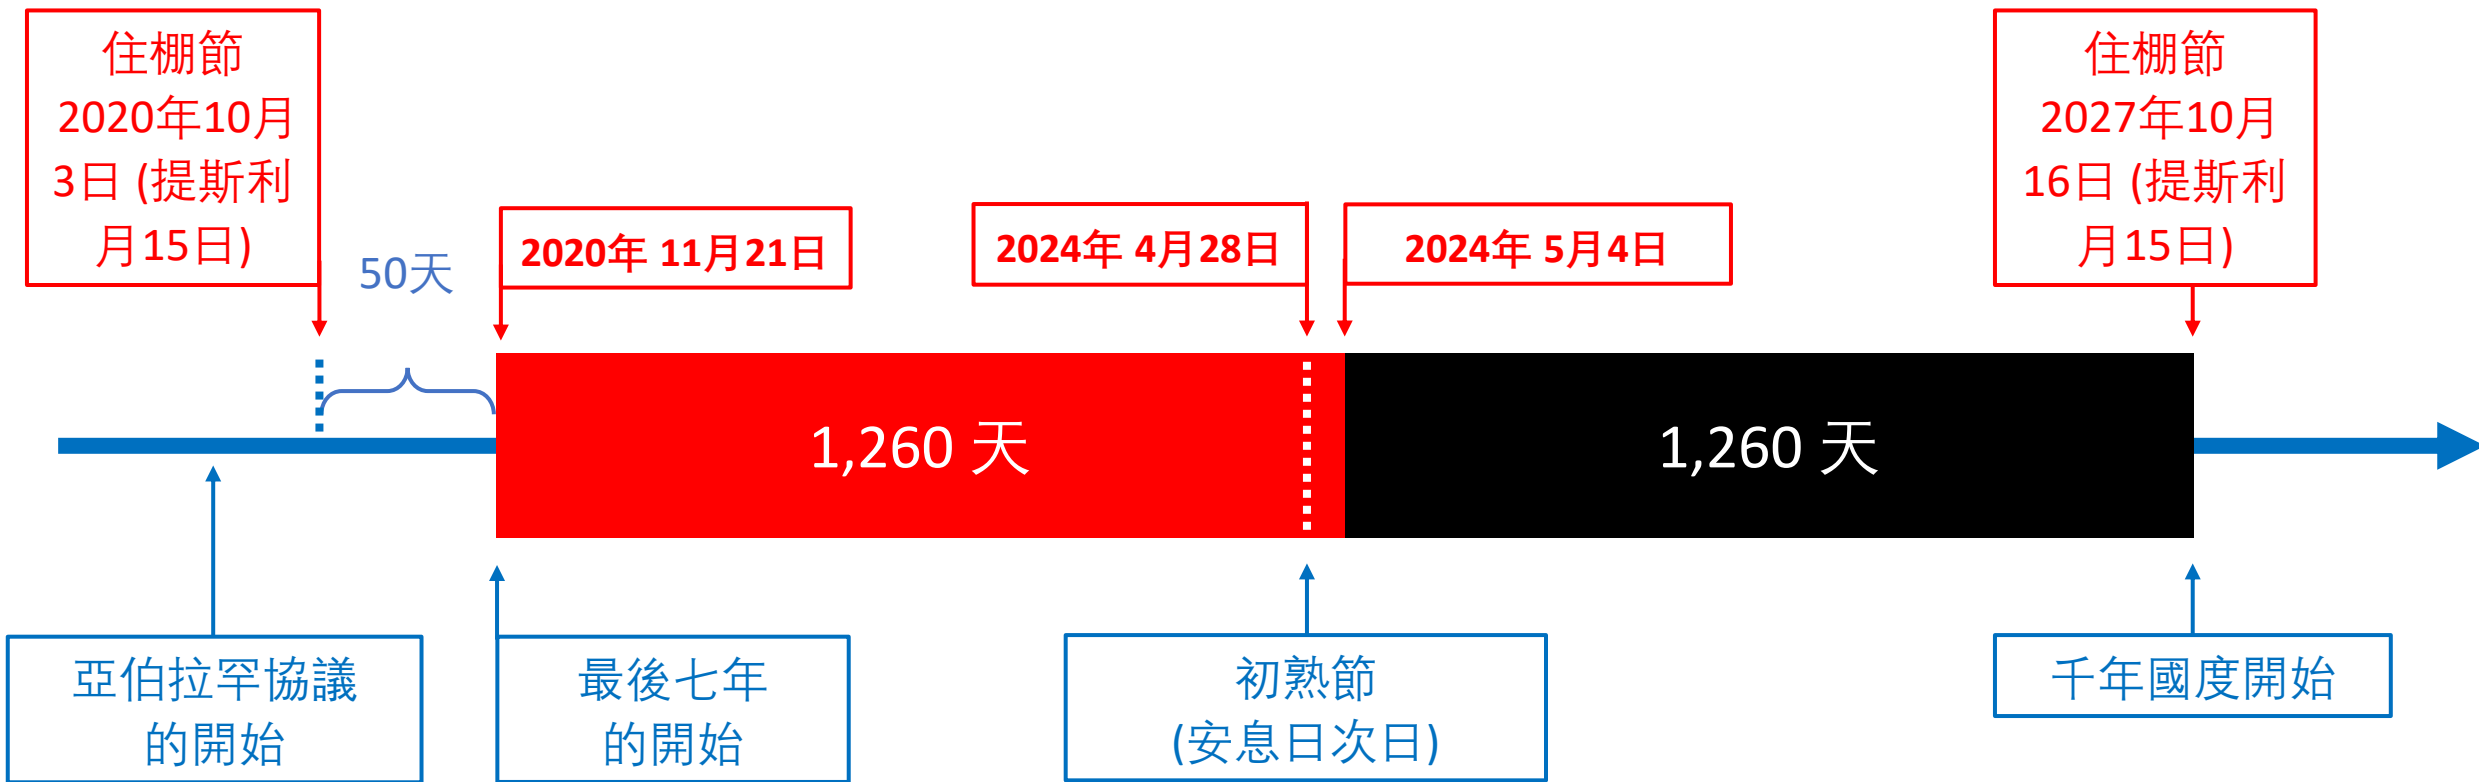 住棚節
2020年10月
3日 (提斯利
月15日)
50天
2020年 11月21日
2024年 4月28日
2024年 5月4日
住棚節
2027年10月
16日 (提斯利
月15日)
1,260 天
1,260 天
亞伯拉罕協議
的開始
最後七年
的開始
初熟節
(安息日次日)
千年國度開始